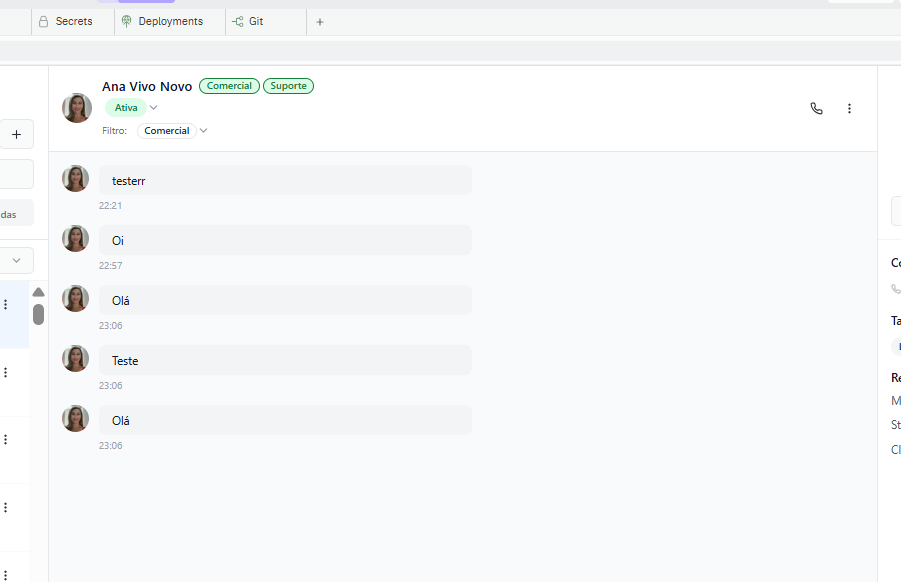 Secrets
Deployments
Git
Ana Vivo Novo Comercial Suporte
Ativa
Filtro: Comercial
das
testerr
22:21
Oi
22:57
Olá
23:06
Teste
23:06
Olá
23:06
Co
Ta
Re
M
St
Cl